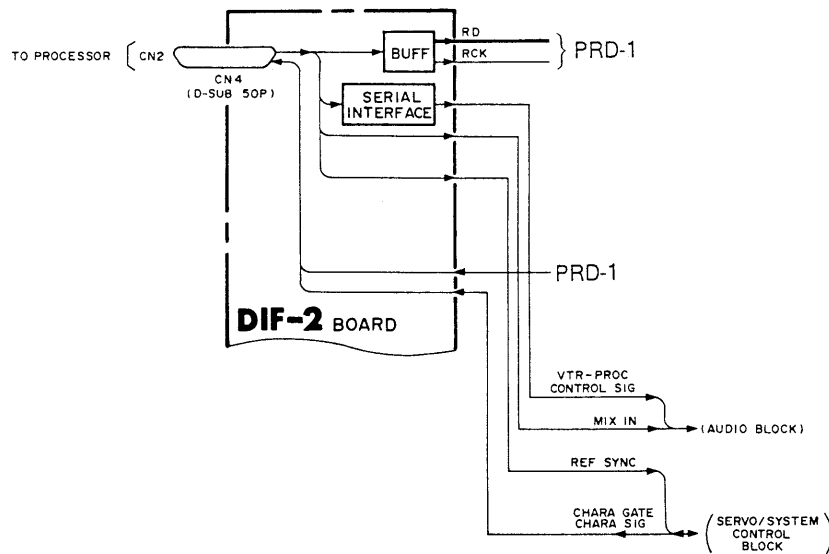 TO PROCESSOR
CN2
CN4
(D-SUB 50P)
BUFF
RD
RCK
PRD-1
SERIAL
INTERFACE
PRD-1
DIF-2 BOARD
VTR-PROC
CONTROL SIG
MIX IN
(AUDIO BLOCK)
REF SYNC
CHARA GATE
CHARA SIG
(SERVO/SYSTEM
CONTROL
BLOCK)